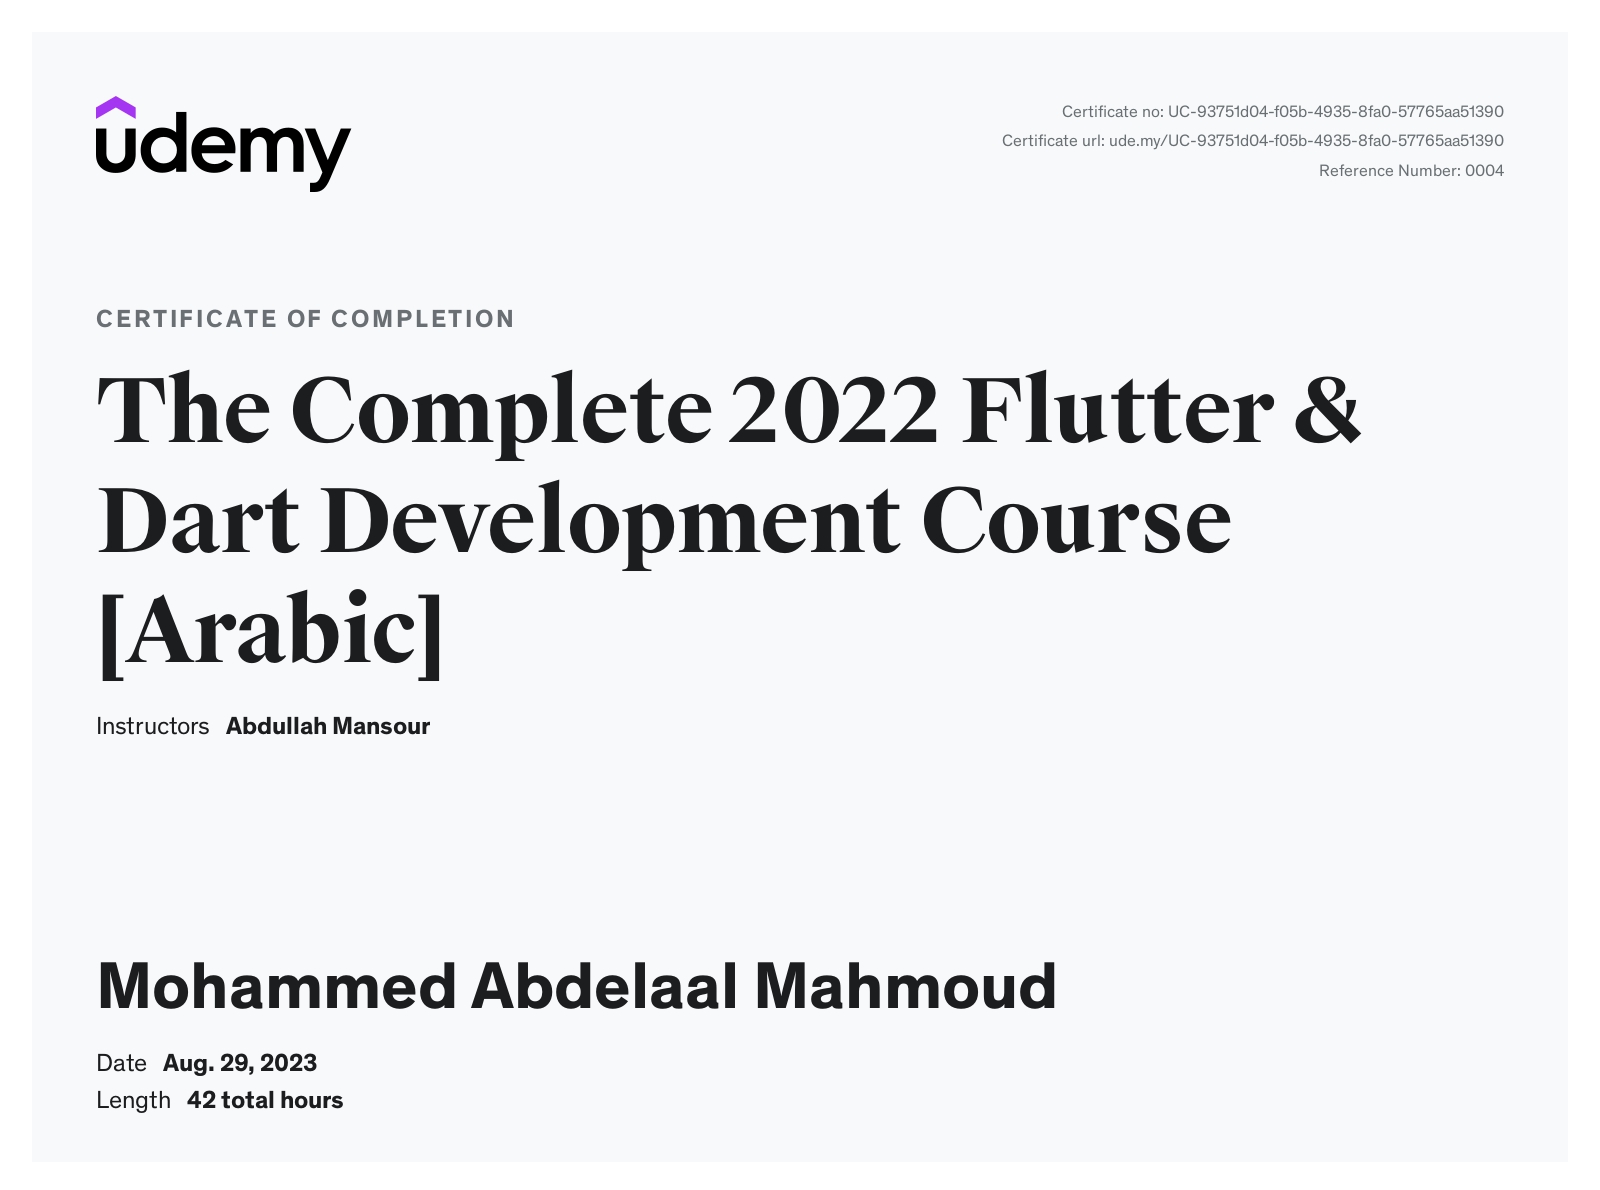 udemy
Certificate no: UC-93751d04-f05b-4935-8fa0-57765aa51390
Certificate url: ude.my/UC-93751d04-f05b-4935-8fa0-57765aa51390
Reference Number: 0004
CERTIFICATE OF COMPLETION
The Complete 2022 Flutter &
Dart Development Course
[Arabic]
Instructors Abdullah Mansour
Mohammed Abdelaal Mahmoud
Date Aug. 29, 2023
Length 42 total hours